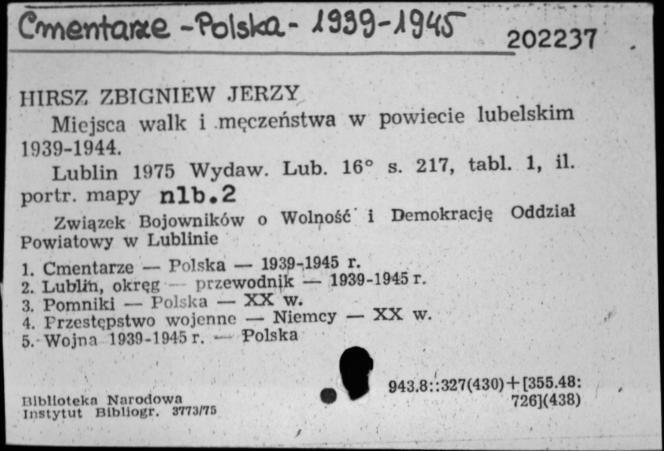 Cmentarze - Polska - 1939-1945
202237
HIRSZ ZBIGNIEW JERZY
Miejsca walk i męczeństwa w powiecie lubelskim
1939-1944.
Lublin 1975 Wydaw. Lub. 16° s. 217, tabl. 1, il.
portr. mapy nlb.2
Związek Bojowników o Wolność i Demokrację Oddział
Powiatowy w Lublinie
1. Cmentarze — Polska — 1939-1945 r.
2. Lublin, okręg — przewodnik — 1939-1945 r.
3. Pomniki — Polska — XX w.
4. Przestępstwo wojenne — Niemcy — XX w.
5. Wojna 1939-1945 r. — Polska
943.8::327(430)+[355.48:
726](438)
Biblioteka Narodowa
Instytut Bibliogr. 3773/75